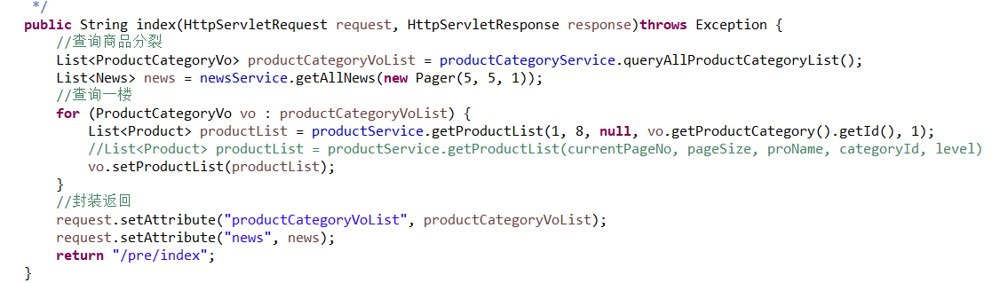 */
public String index(HttpServletRequest request, HttpServletResponse response)throws Exception {
//查询商品分裂
List<ProductCategoryVo> productCategoryVoList = productCategoryService.queryAllProductCategoryList();
List<News> news = newsService.getAllNews(new Pager(5, 5, 1));
//查询一楼
for (ProductCategoryVo vo : productCategoryVoList) {
List<Product> productList = productService.getProductList(1, 8, null, vo.getProductCategory().getId(), 1);
//List<Product> productList = productService.getProductList(currentPageNo, pageSize, proName, categoryId, level)
vo.setProductList(productList);
}
//封装返回
request.setAttribute("productCategoryVoList", productCategoryVoList);
request.setAttribute("news", news);
return "/pre/index";
}